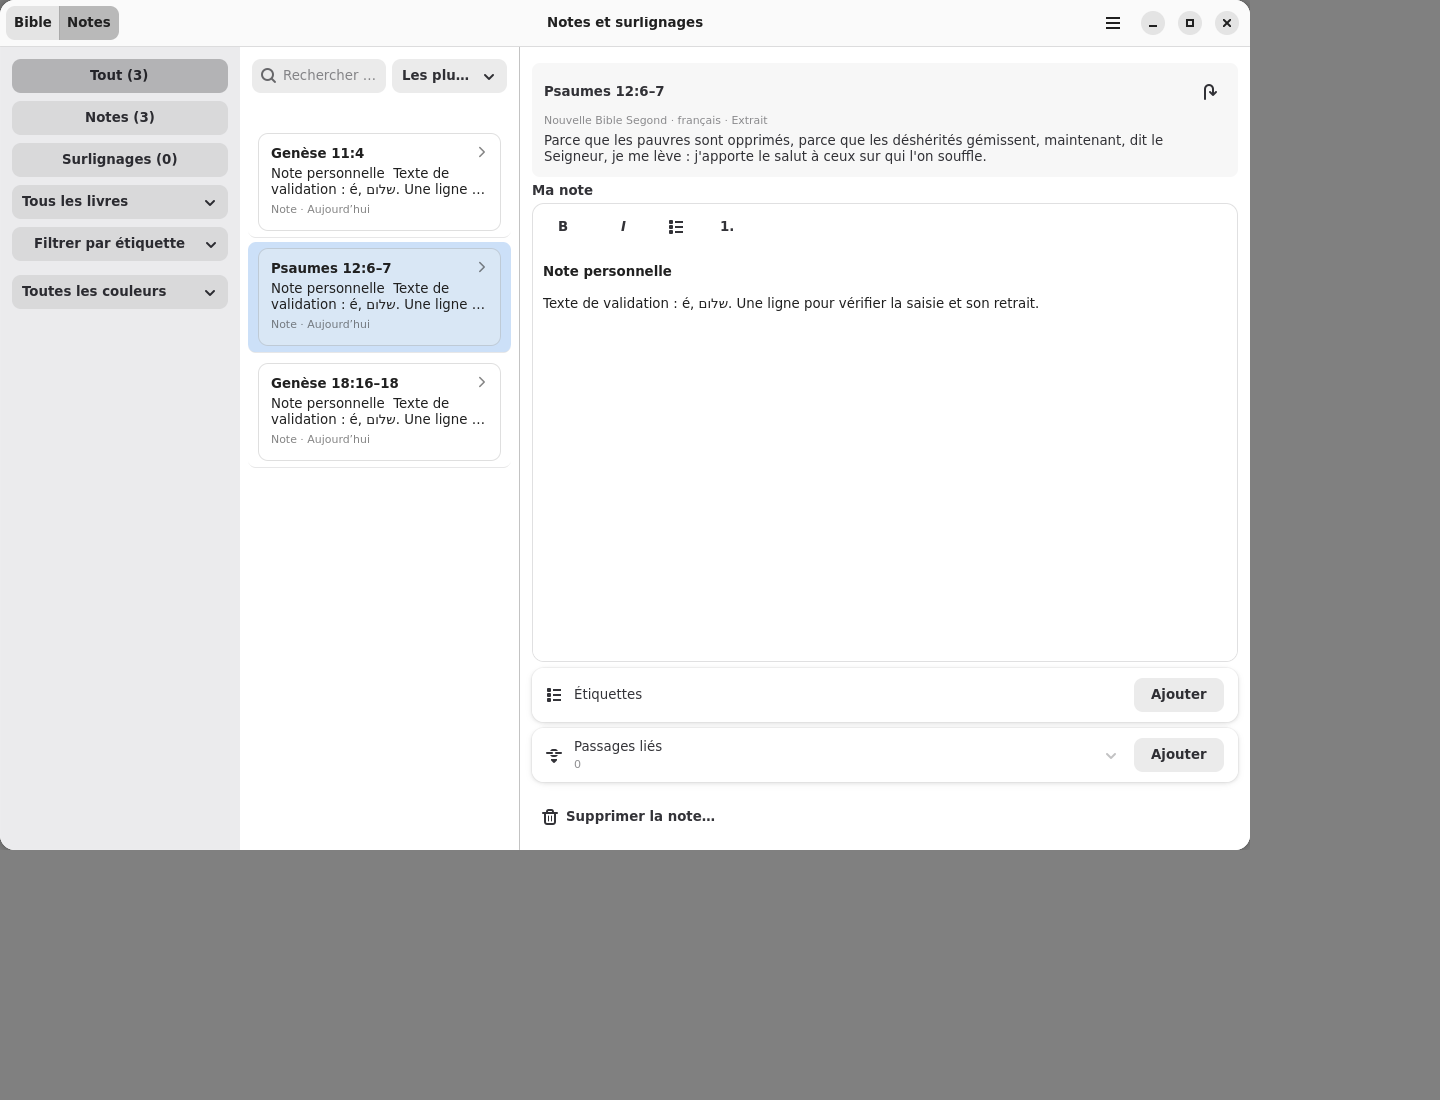 Bible
Notes
Notes et surlignages
Tout (3)
Notes (3)
Surlignages (0)
Tous les livres
Filtrer par étiquette
Toutes les couleurs
Rechercher …
Les plu…
Genèse 11:4
Note personnelle  Texte de
validation : é, שלום. Une ligne …
Note · Aujourd’hui
Psaumes 12:6–7
Note personnelle  Texte de
validation : é, שלום. Une ligne …
Note · Aujourd’hui
Genèse 18:16–18
Note personnelle  Texte de
validation : é, שלום. Une ligne …
Note · Aujourd’hui
Psaumes 12:6–7
Nouvelle Bible Segond · français · Extrait
Parce que les pauvres sont opprimés, parce que les déshérités gémissent, maintenant, dit le
Seigneur, je me lève : j'apporte le salut à ceux sur qui l'on souffle.
Ma note
B
I
1.
Note personnelle
Texte de validation : é, שלום. Une ligne pour vérifier la saisie et son retrait.
Étiquettes
Ajouter
Passages liés
0
Ajouter
Supprimer la note…